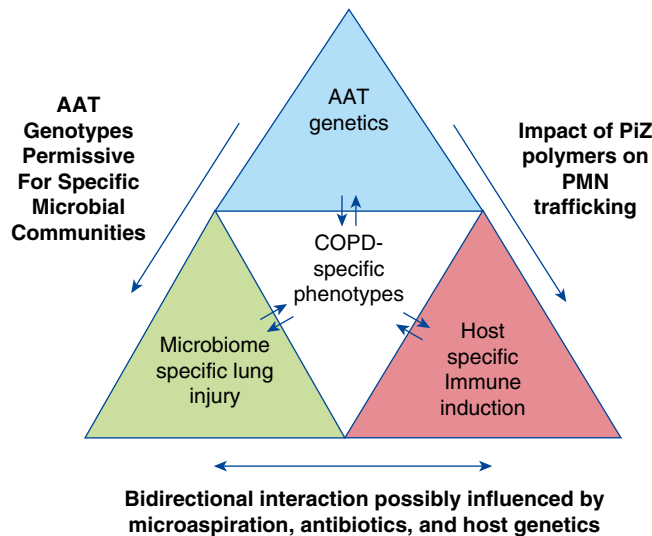 AAT
genetics
AAT
Genotypes
Permissive
For Specific
Microbial
Communities
Impact of PiZ
polymers on
PMN
trafficking
COPD-
specific
phenotypes
Microbiome
specific lung
injury
Host
specific
Immune
induction
Bidirectional interaction possibly influenced by
microaspiration, antibiotics, and host genetics